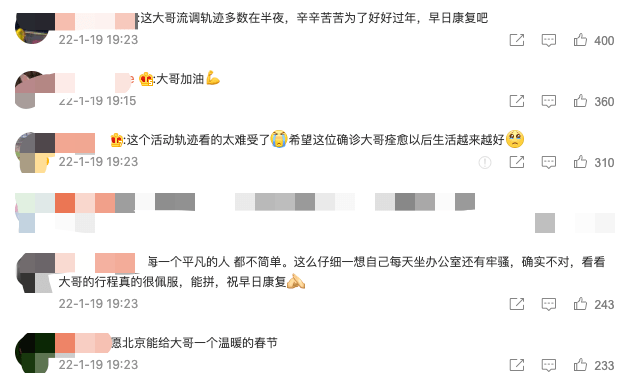 :这大哥流调轨迹多数在半夜，辛辛苦苦为了好好过年，早日康复吧
22-1-19 19:23
400
:大哥加油💪
22-1-19 19:15
360
:这个活动轨迹看的太难受了😭希望这位确诊大哥痊愈以后生活越来越好🥺
22-1-19 19:23
310
每一个平凡的人 都不简单。这么仔细一想自己每天坐办公室还有牢骚，确实不对，看看
大哥的行程真的很佩服，能拼，祝早日康复🙏
22-1-19 19:23
243
愿北京能给大哥一个温暖的春节
22-1-19 19:23
233